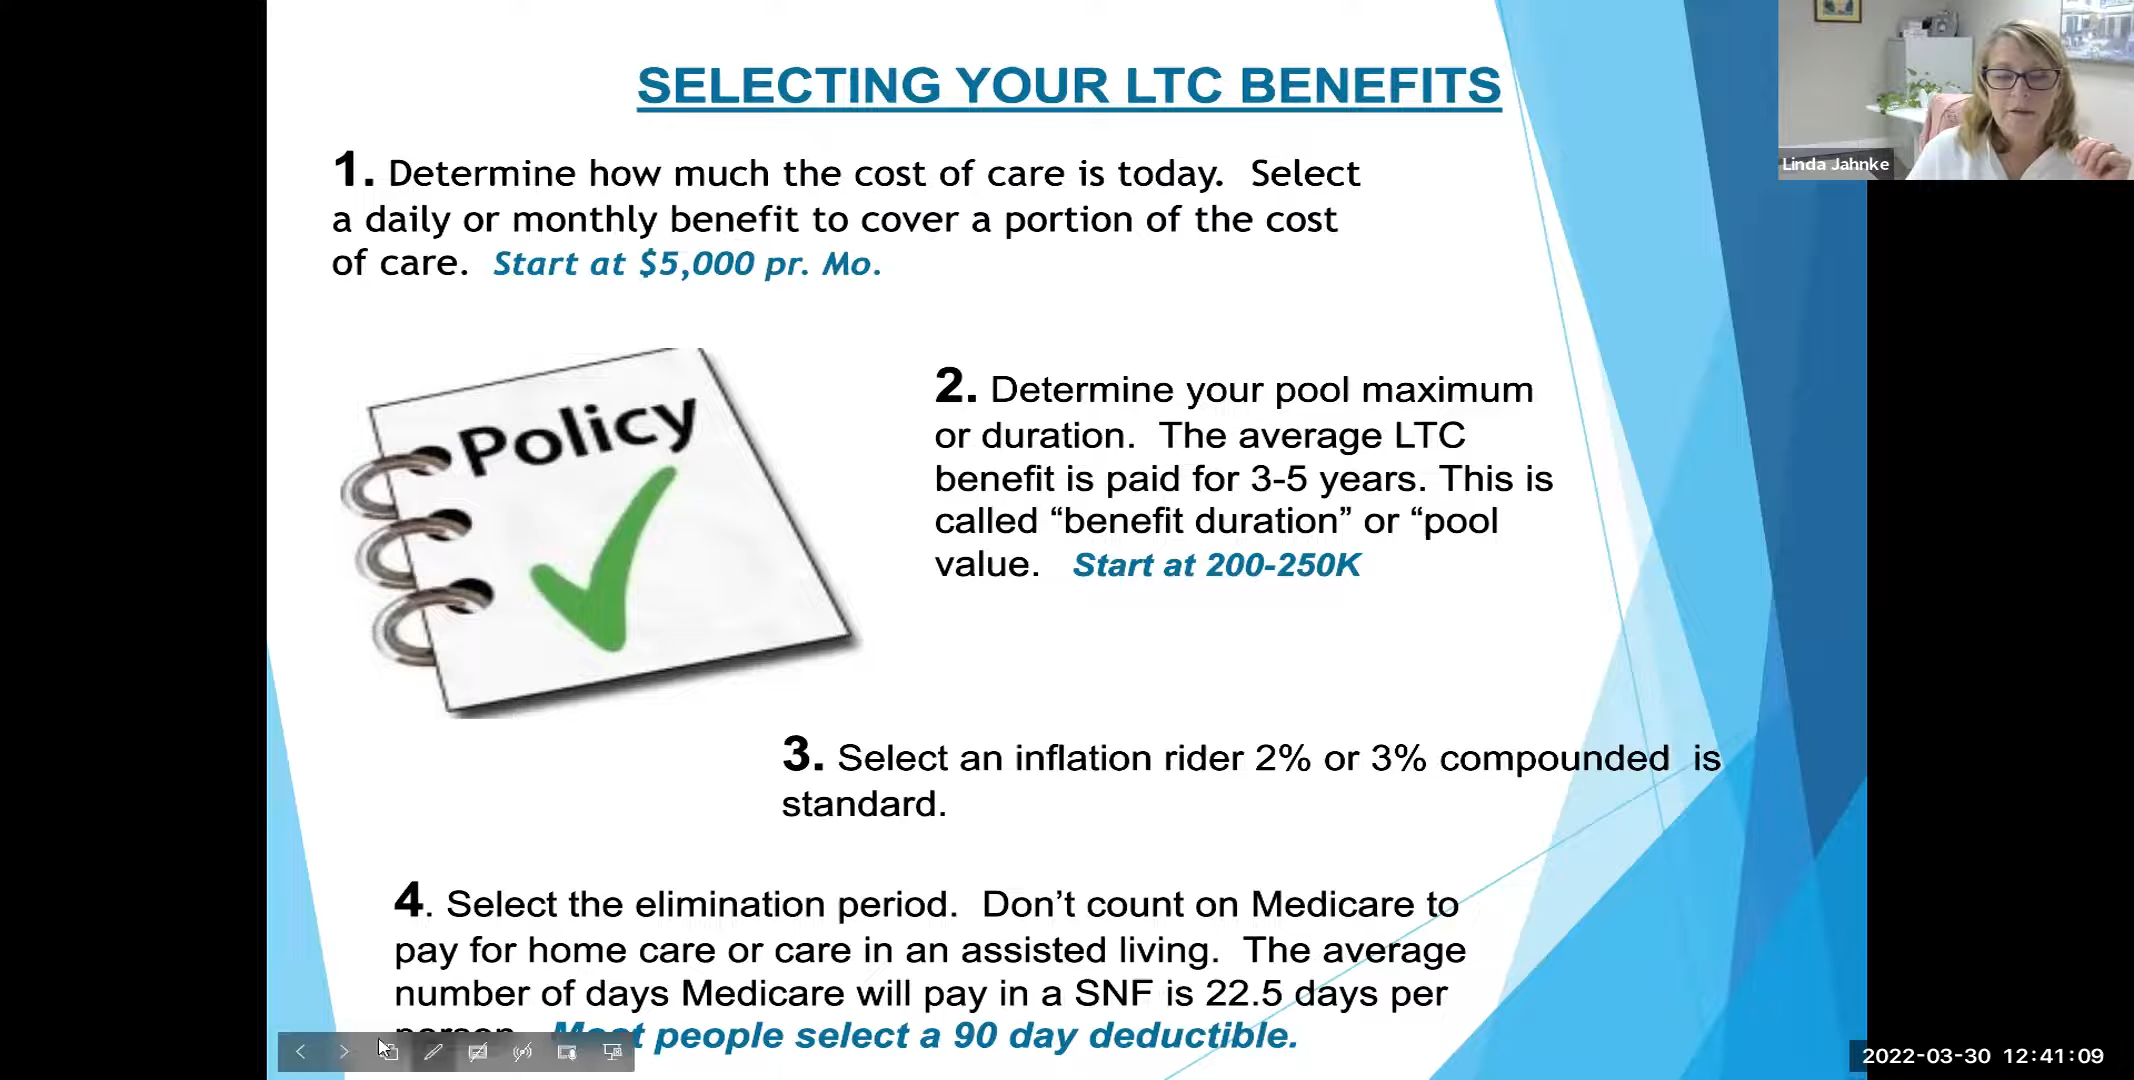 SELECTING YOUR LTC BENEFITS
Linda Jahnke
1. Determine how much the cost of care is today. Select
a daily or monthly benefit to cover a portion of the cost
of care. Start at $5,000 pr. Mo.
Policy
2. Determine your pool maximum
or duration. The average LTC
benefit is paid for 3-5 years. This is
called “benefit duration” or “pool
value. Start at 200-250K
3. Select an inflation rider 2% or 3% compounded is
standard.
4. Select the elimination period. Don’t count on Medicare to
pay for home care or care in an assisted living. The average
number of days Medicare will pay in a SNF is 22.5 days per
person. Most people select a 90 day deductible.
2022-03-30 12:41:09